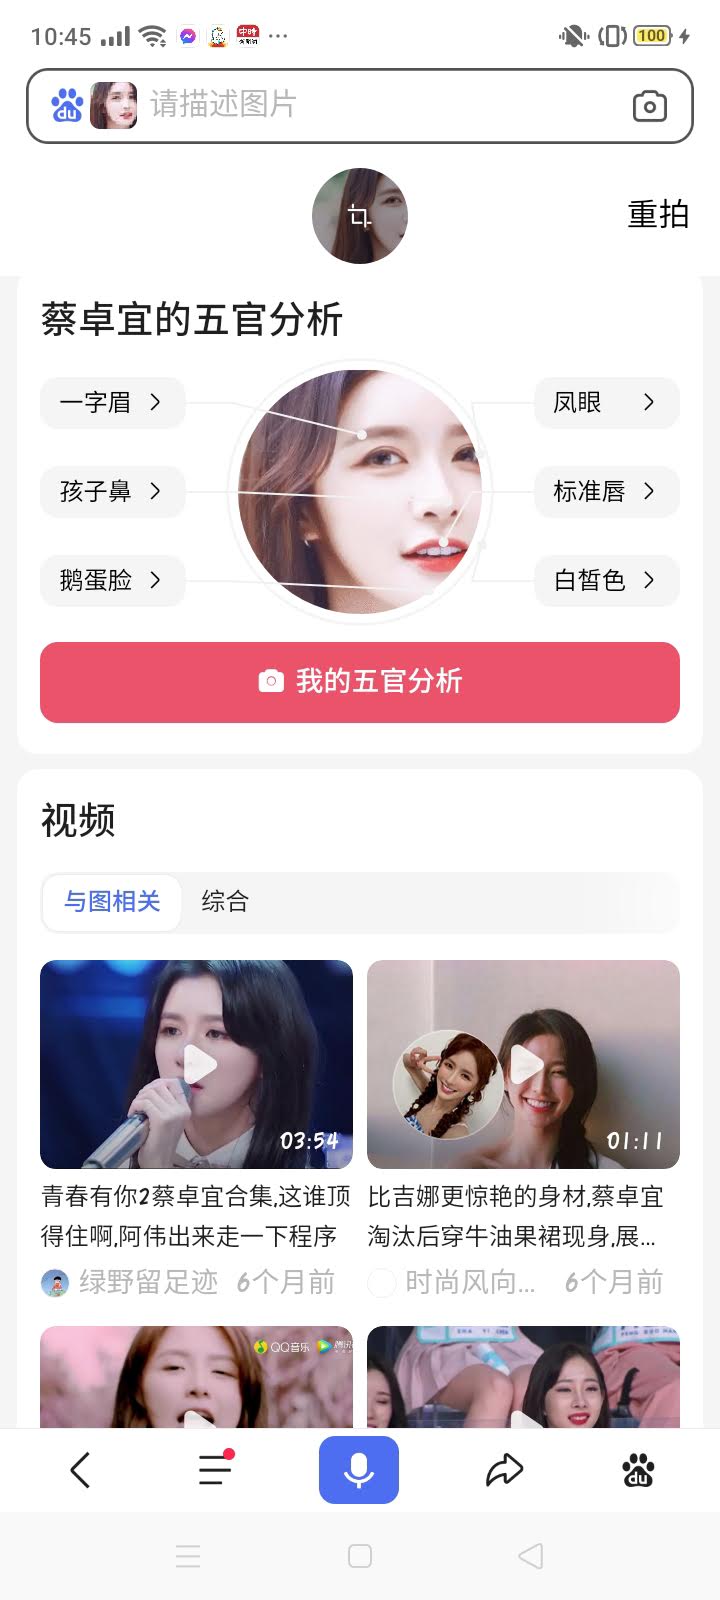 10:45
中時
100
du
请描述图片
重拍
蔡卓宜的五官分析
一字眉
凤眼
孩子鼻
标准唇
鹅蛋脸
白皙色
我的五官分析
视频
与图相关 综合
03:54
01:11
青春有你2蔡卓宜合集,这谁顶
得住啊,阿伟出来走一下程序
比吉娜更惊艳的身材,蔡卓宜
淘汰后穿牛油果裙现身,展...
绿野留足迹 6个月前
时尚风向... 6个月前
QQ音乐
du